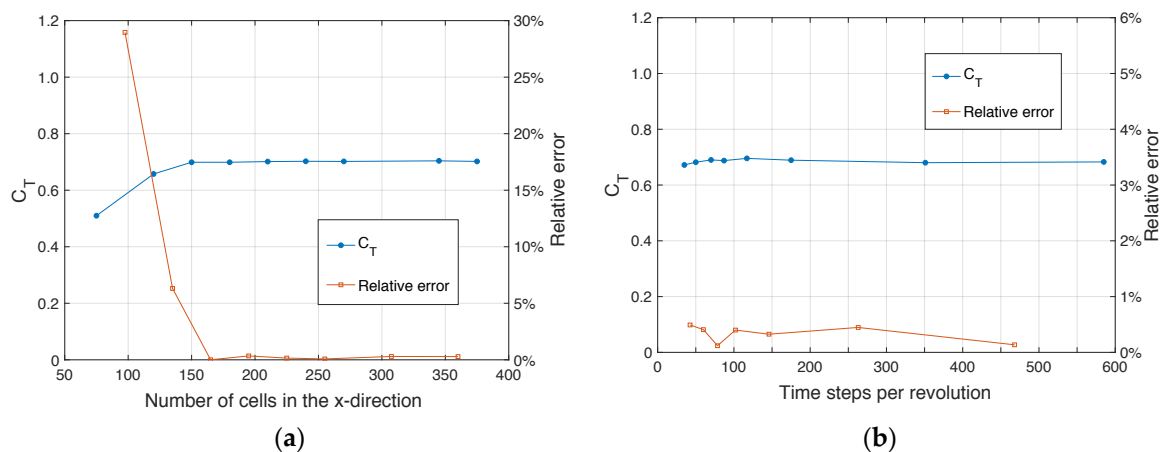 1.2
1.0
0.8
0.6
0.4
0.2
0
C_T
30%
25%
20%
15%
10%
5%
0%
Relative error
C_T
Relative error
50 100 150 200 250 300 350 400
Number of cells in the x-direction
(a)
1.2
1.0
0.8
0.6
0.4
0.2
0
C_T
6%
5%
4%
3%
2%
1%
0%
Relative error
C_T
Relative error
0 100 200 300 400 500 600
Time steps per revolution
(b)